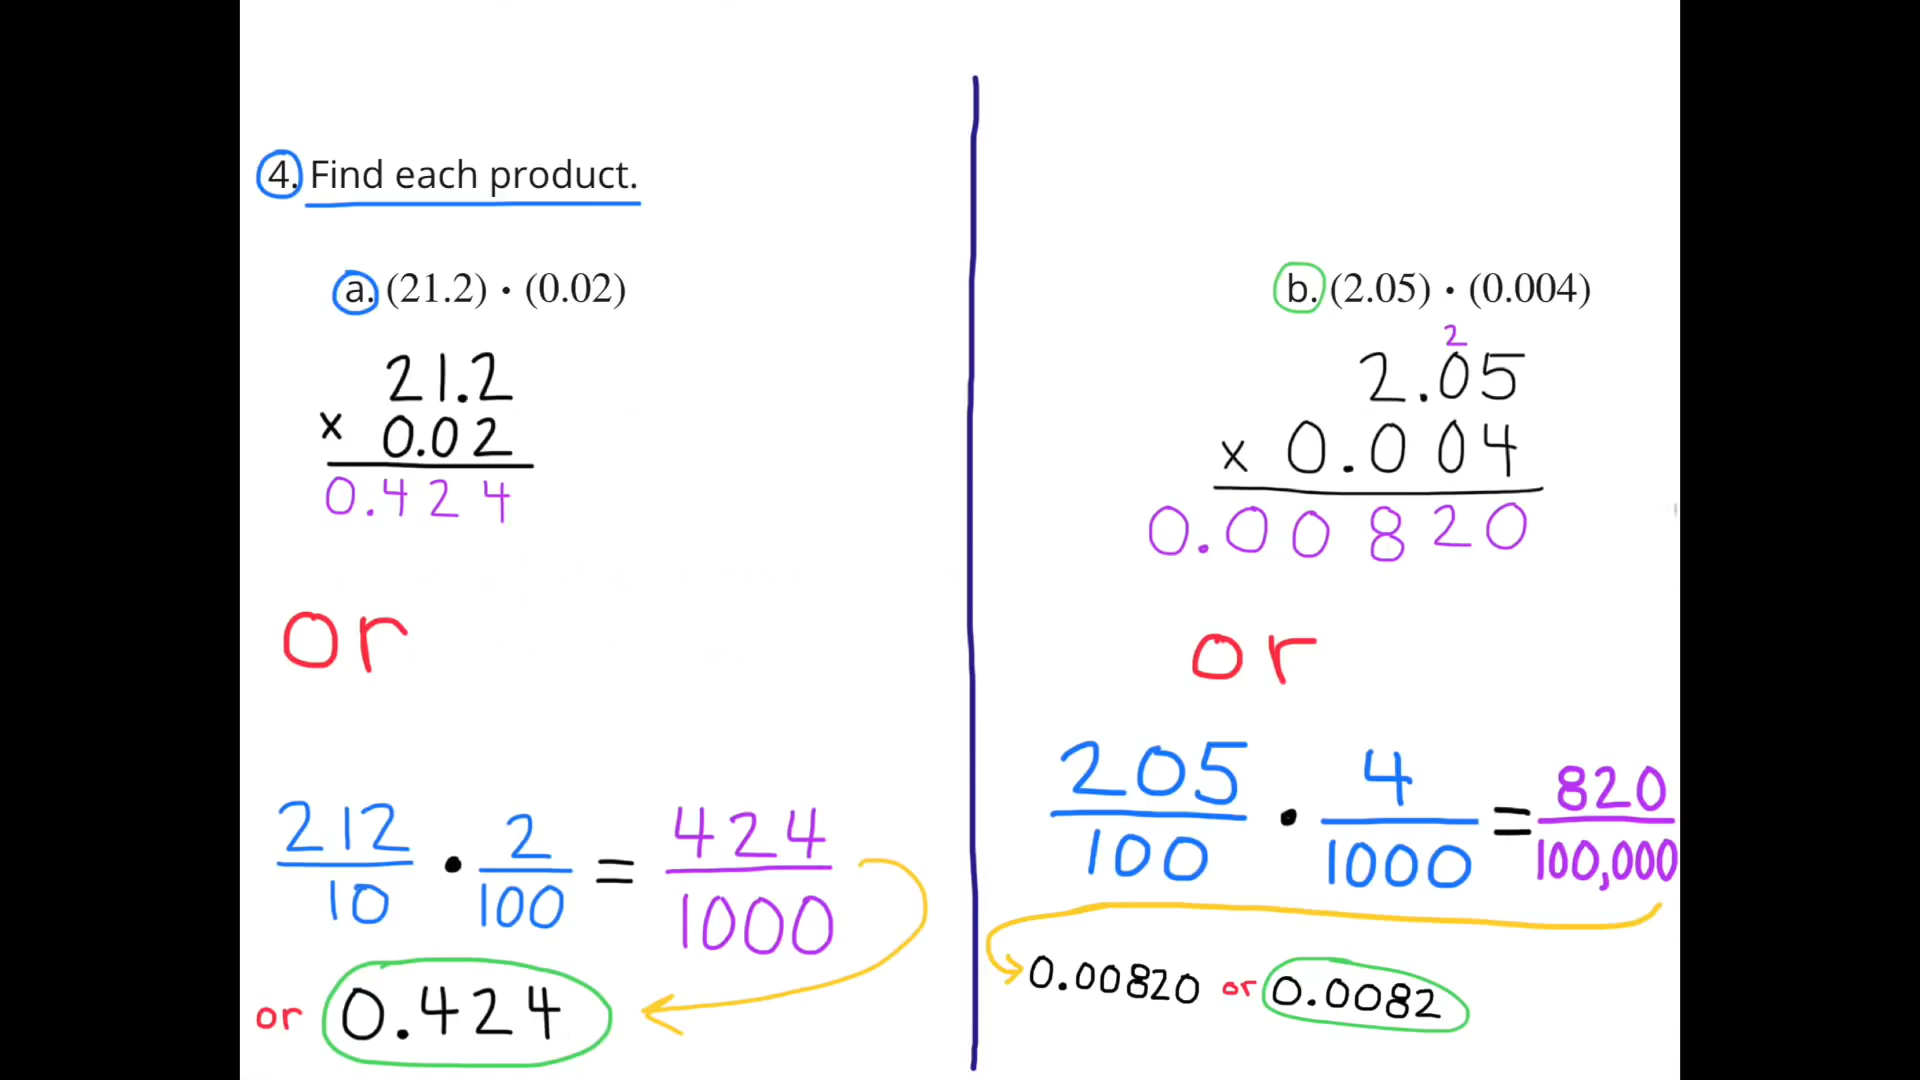 4. Find each product.
a. (21.2) · (0.02)
21.2
x 0.02
0.424
or
212/10 · 2/100 = 424/1000
or 0.424
b. (2.05) · (0.004)
2
2.05
x 0.004
0.00820
or
205/100 · 4/1000 = 820/100,000
0.00820 or 0.0082